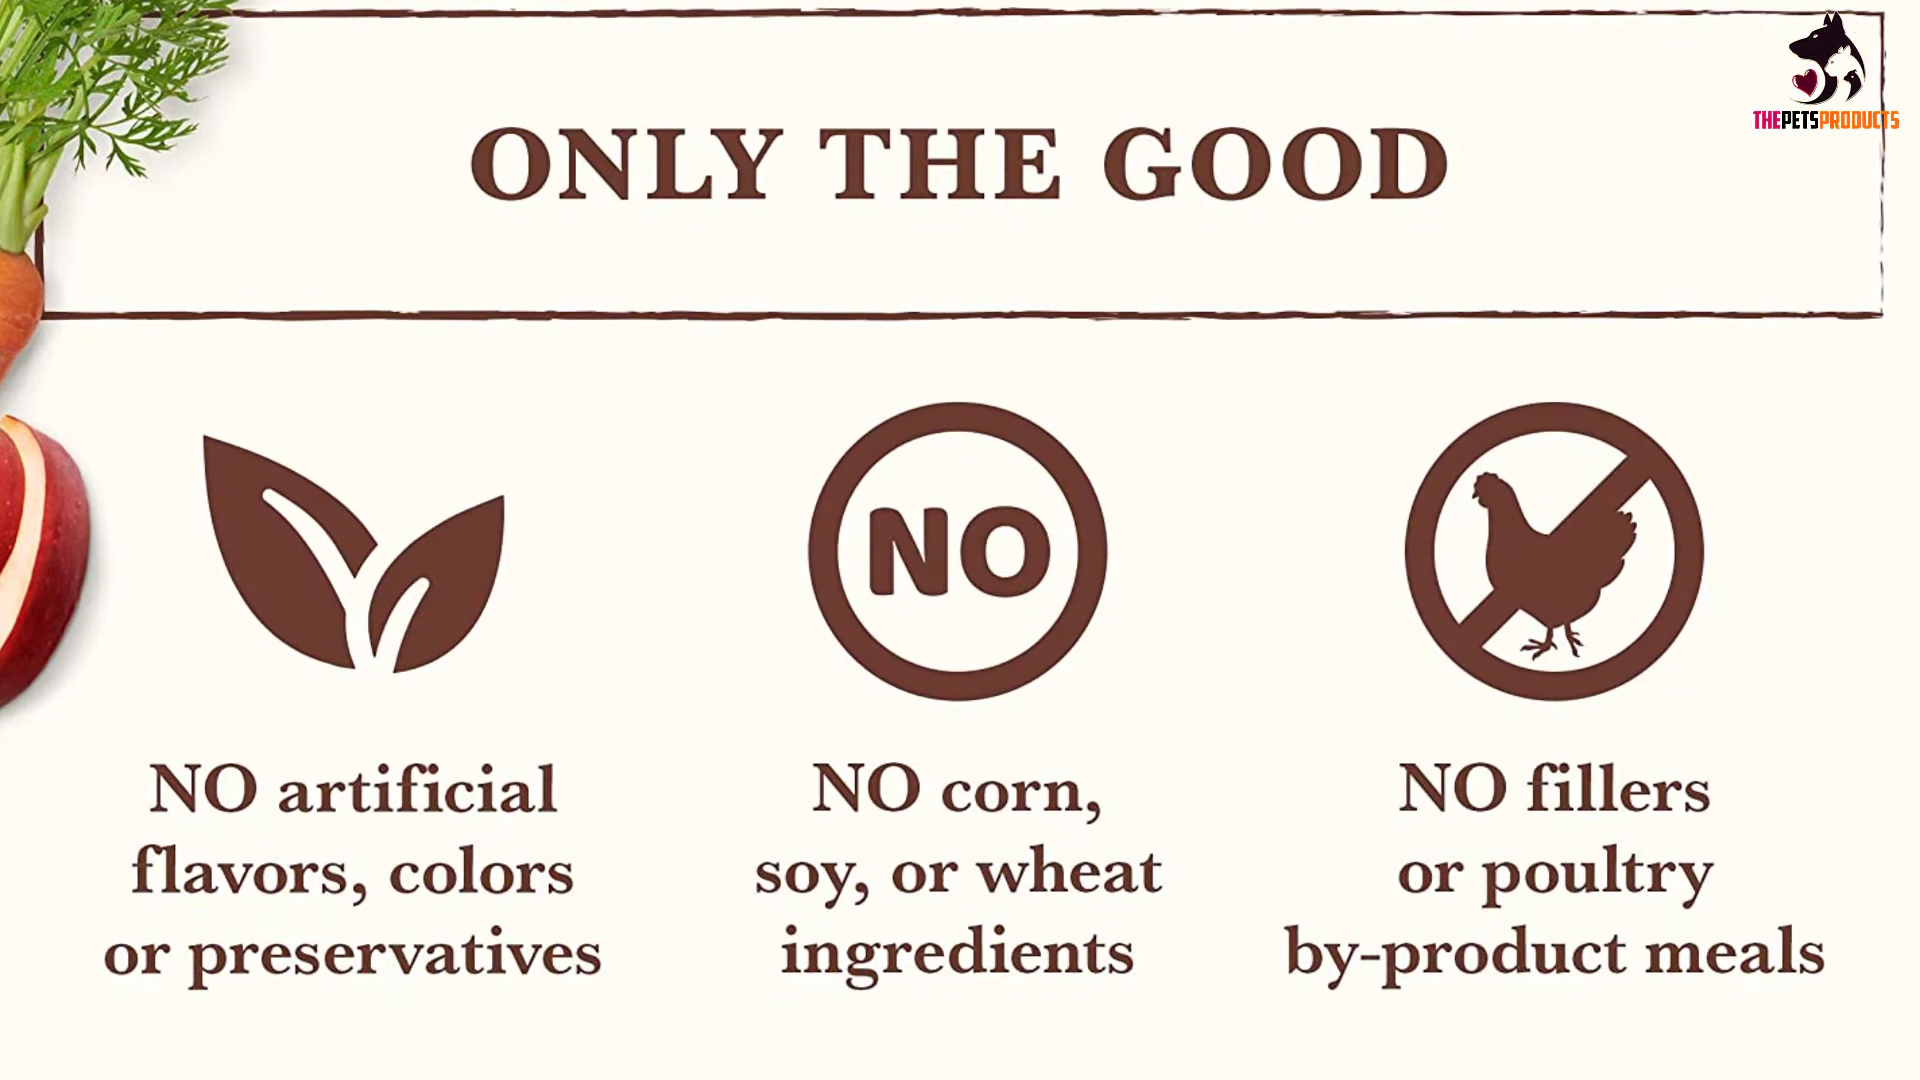 THEPETSPRODUCTS
ONLY THE GOOD
NO
NO artificial
flavors, colors
or preservatives
NO corn,
soy, or wheat
ingredients
NO fillers
or poultry
by-product meals